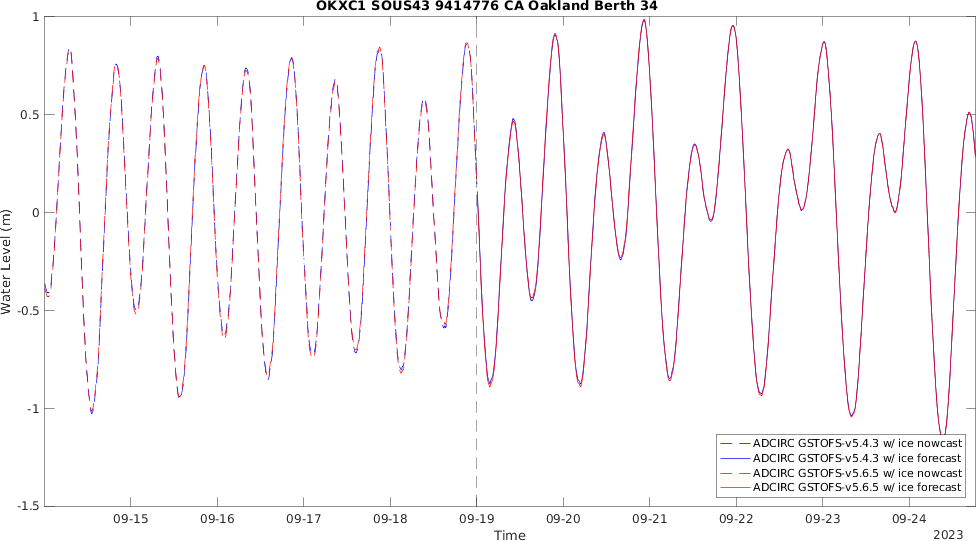 OKXC1 SOUS43 9414776 CA Oakland Berth 34
1
0.5
0
-0.5
-1
-1.5
Water Level (m)
ADCIRC GSTOFS-v5.4.3 w/ ice nowcast
ADCIRC GSTOFS-v5.4.3 w/ ice forecast
ADCIRC GSTOFS-v5.6.5 w/ ice nowcast
ADCIRC GSTOFS-v5.6.5 w/ ice forecast
09-15 09-16 09-17 09-18 09-19 09-20 09-21 09-22 09-23 09-24
Time
2023